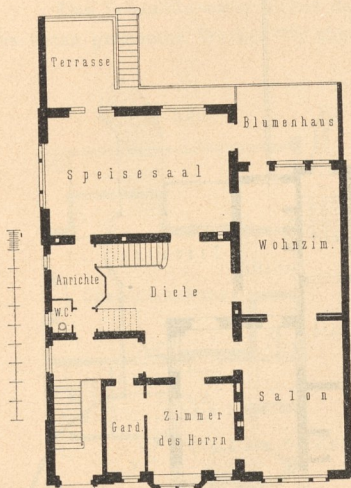 Terrasse
Blumenhaus
Speisesaal
Wohnzim.
Anrichte
Diele
W.C.
Salon
Gard.
Zimmer
des Herrn